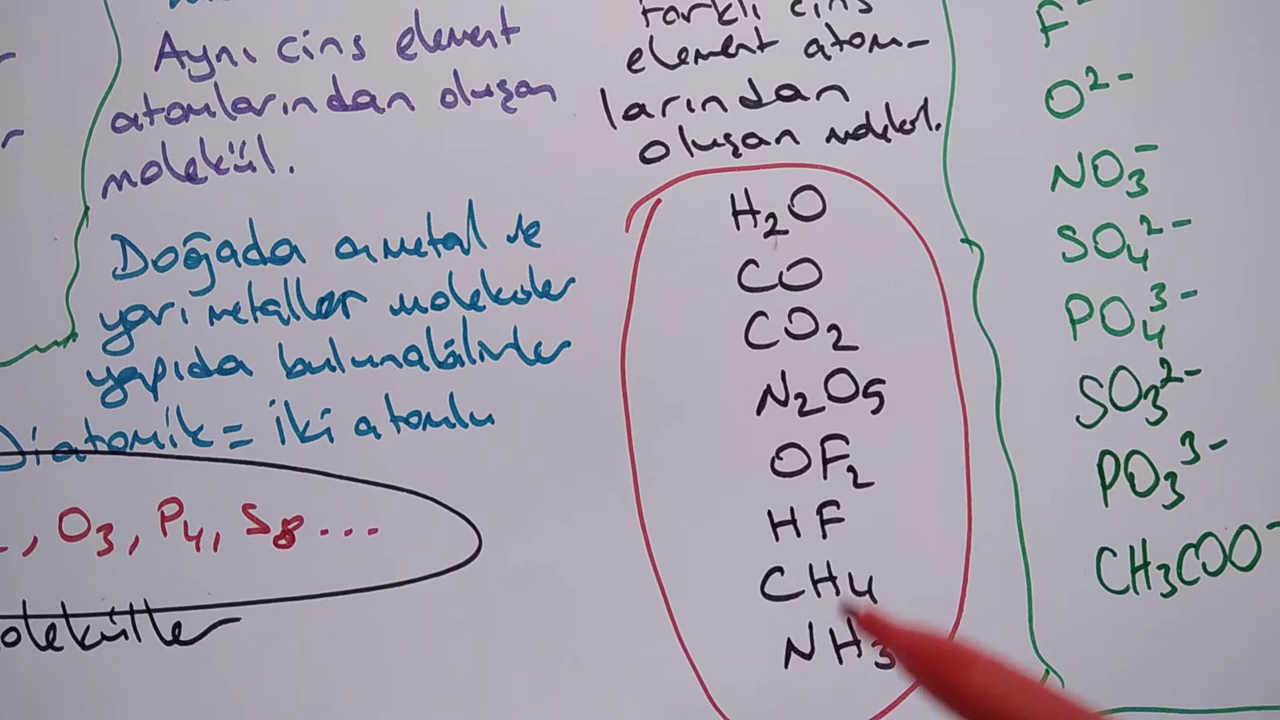 Aynı cins element
atomlarından oluşan
molekül.
Doğada ametal ve
yarı metaller moleküler
yapıda bulunabilirler
Diatomik = iki atomlu
, O₃, P₄, S₈ ...
oleküller
farklı cins
element atom-
larından
oluşan molekül.
H₂O
CO
CO₂
N₂O₅
OF₂
HF
CH₄
NH₃
F⁻
O²⁻
NO₃⁻
SO₄²⁻
PO₄³⁻
SO₃²⁻
PO₃³⁻
CH₃COO⁻